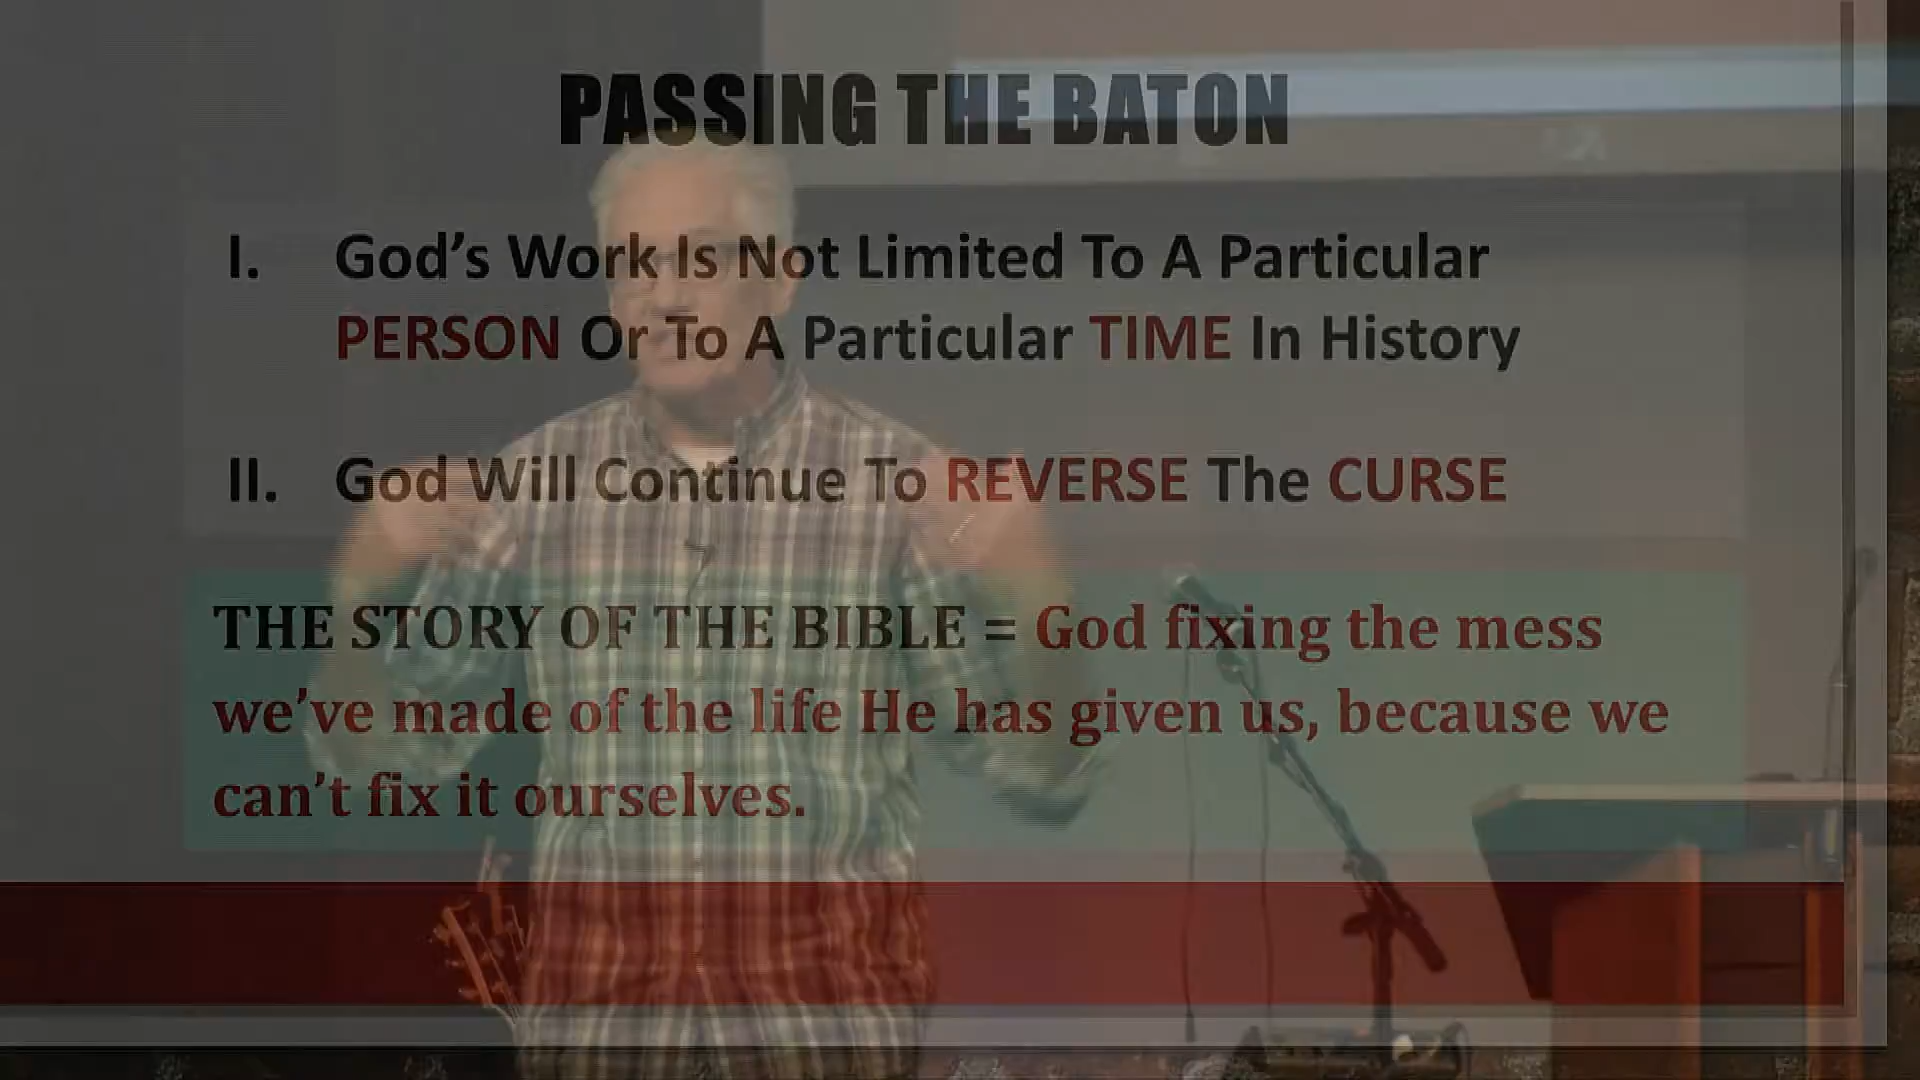 PASSING THE BATON
I. God’s Work Is Not Limited To A Particular
PERSON Or To A Particular TIME In History
II. God Will Continue To REVERSE The CURSE
THE STORY OF THE BIBLE = God fixing the mess
we’ve made of the life He has given us, because we
can’t fix it ourselves.